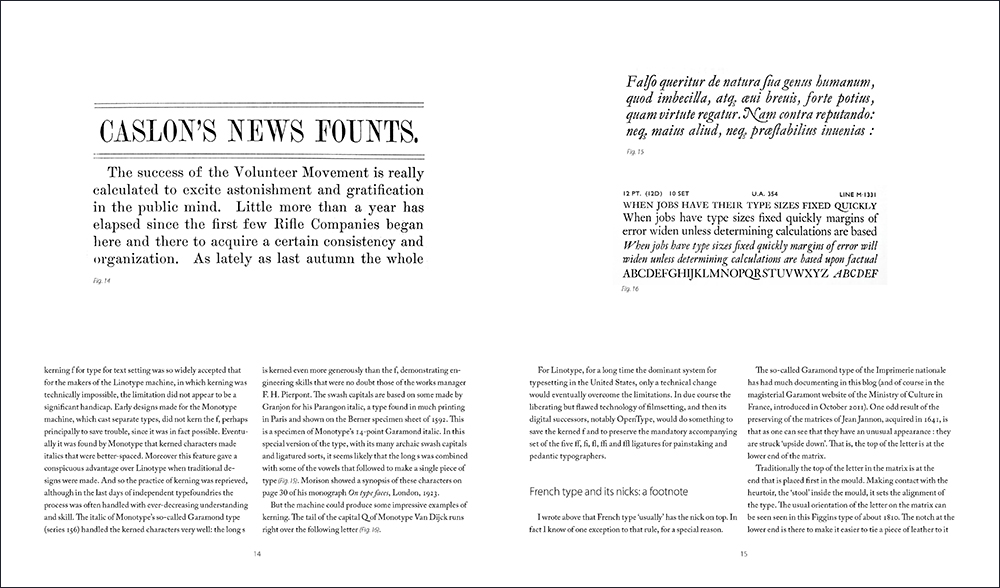 CASLON'S NEWS FOUNTS.
The success of the Volunteer Movement is really
calculated to excite astonishment and gratification
in the public mind. Little more than a year has
elapsed since the first few Rifle Companies began
here and there to acquire a certain consistency and
organization. As lately as last autumn the whole
Fig. 14
kerning f for type for text setting was so widely accepted that
for the makers of the Linotype machine, in which kerning was
technically impossible, the limitation did not appear to be a
significant handicap. Early designs made for the Monotype
machine, which cast separate types, did not kern the f, perhaps
principally to save trouble, since it was in fact possible. Eventu-
ally it was found by Monotype that kerned characters made
italics that were better-spaced. Moreover this feature gave a
conspicuous advantage over Linotype when traditional de-
signs were made. And so the practice of kerning was reprieved,
although in the last days of independent typefoundries the
process was often handled with ever-decreasing understanding
and skill. The italic of Monotype's so-called Garamond type
(series 156) handled the kerned characters very well: the long s
is kerned even more generously than the f, demonstrating en-
gineering skills that were no doubt those of the works manager
F. H. Pierpont. The swash capitals are based on some made by
Granjon for his Parangon italic, a type found in much printing
in Paris and shown on the Berner specimen sheet of 1592. This
is a specimen of Monotype's 14-point Garamond italic. In this
special version of the type, with its many archaic swash capitals
and ligatured sorts, it seems likely that the long s was combined
with some of the vowels that followed to make a single piece of
type (Fig. 15). Morison showed a synopsis of these characters on
page 30 of his monograph On type faces, London, 1923.
But the machine could produce some impressive examples of
kerning. The tail of the capital Q of Monotype Van Dijck runs
right over the following letter (Fig. 16).
14
Falſo queritur de natura ſua genus humanum,
quod imbecilla, atq; æui breuis, forte potius,
quam virtute regatur. Nam contra reputando:
neq; maius aliud, neq; præſtabilius inuenias :
Fig. 15
12 PT. (12D) 10 SET U.A. 354 LINE M·1331
WHEN JOBS HAVE THEIR TYPE SIZES FIXED QUICKLY
When jobs have type sizes fixed quickly margins of
error widen unless determining calculations are based
When jobs have type sizes fixed quickly margins of error will
widen unless determining calculations are based upon factual
ABCDEFGHIJKLMNOPQRSTUVWXYZ ABCDEF
Fig. 16
For Linotype, for a long time the dominant system for
typesetting in the United States, only a technical change
would eventually overcome the limitations. In due course the
liberating but flawed technology of filmsetting, and then its
digital successors, notably OpenType, would do something to
save the kerned f and to preserve the mandatory accompanying
set of the five ff, fi, fl, ffi and ffl ligatures for painstaking and
pedantic typographers.
French type and its nicks: a footnote
I wrote above that French type 'usually' has the nick on top. In
fact I know of one exception to that rule, for a special reason.
The so-called Garamond type of the Imprimerie nationale
has had much documenting in this blog (and of course in the
magisterial Garamont website of the Ministry of Culture in
France, introduced in October 2011). One odd result of the
preserving of the matrices of Jean Jannon, acquired in 1641, is
that as one can see that they have an unusual appearance : they
are struck 'upside down'. That is, the top of the letter is at the
lower end of the matrix.
Traditionally the top of the letter in the matrix is at the
end that is placed first in the mould. Making contact with the
heurtoir, the 'stool' inside the mould, it sets the alignment of
the type. The usual orientation of the letter on the matrix can
be seen seen in this Figgins type of about 1810. The notch at the
lower end is there to make it easier to tie a piece of leather to it
15